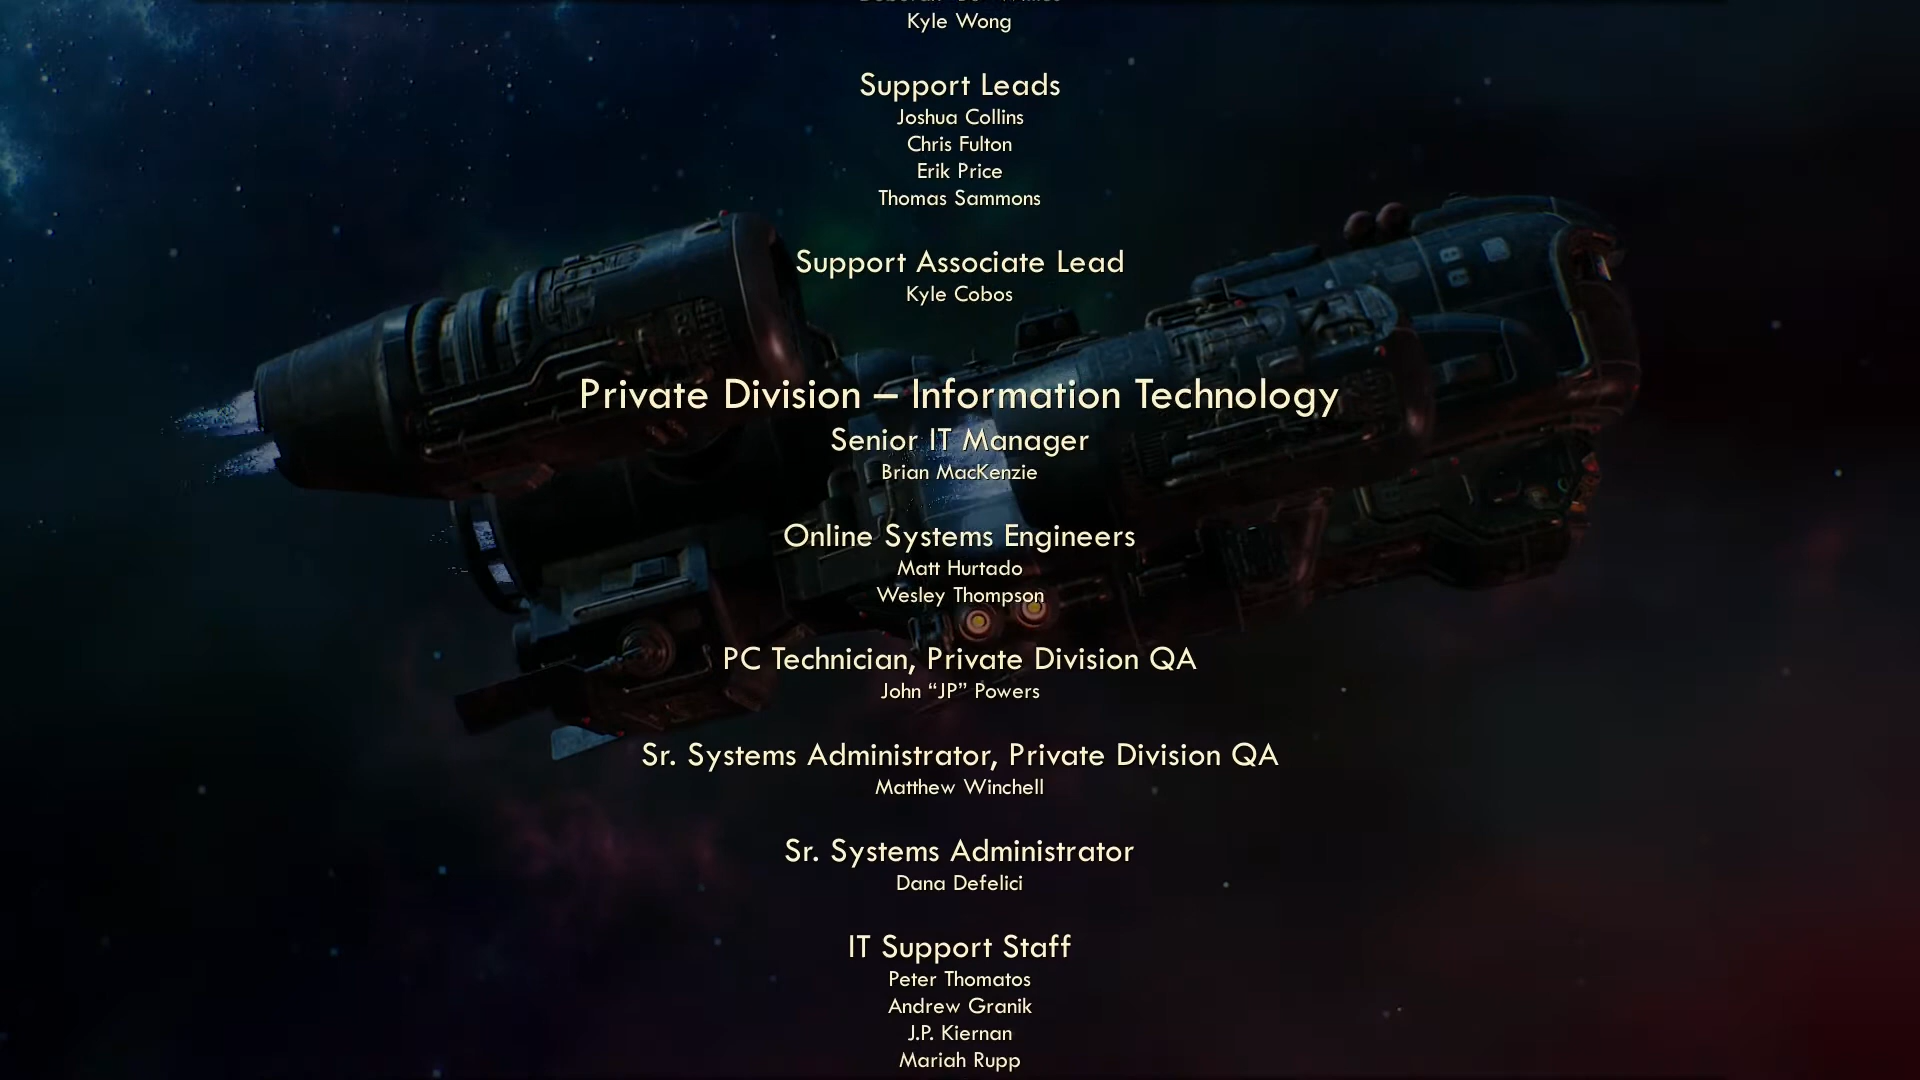 Kyle Wong
Support Leads
Joshua Collins
Chris Fulton
Erik Price
Thomas Sammons
Support Associate Lead
Kyle Cobos
Private Division – Information Technology
Senior IT Manager
Brian MacKenzie
Online Systems Engineers
Matt Hurtado
Wesley Thompson
PC Technician, Private Division QA
John “JP” Powers
Sr. Systems Administrator, Private Division QA
Matthew Winchell
Sr. Systems Administrator
Dana Defelici
IT Support Staff
Peter Thomatos
Andrew Granik
J.P. Kiernan
Mariah Rupp